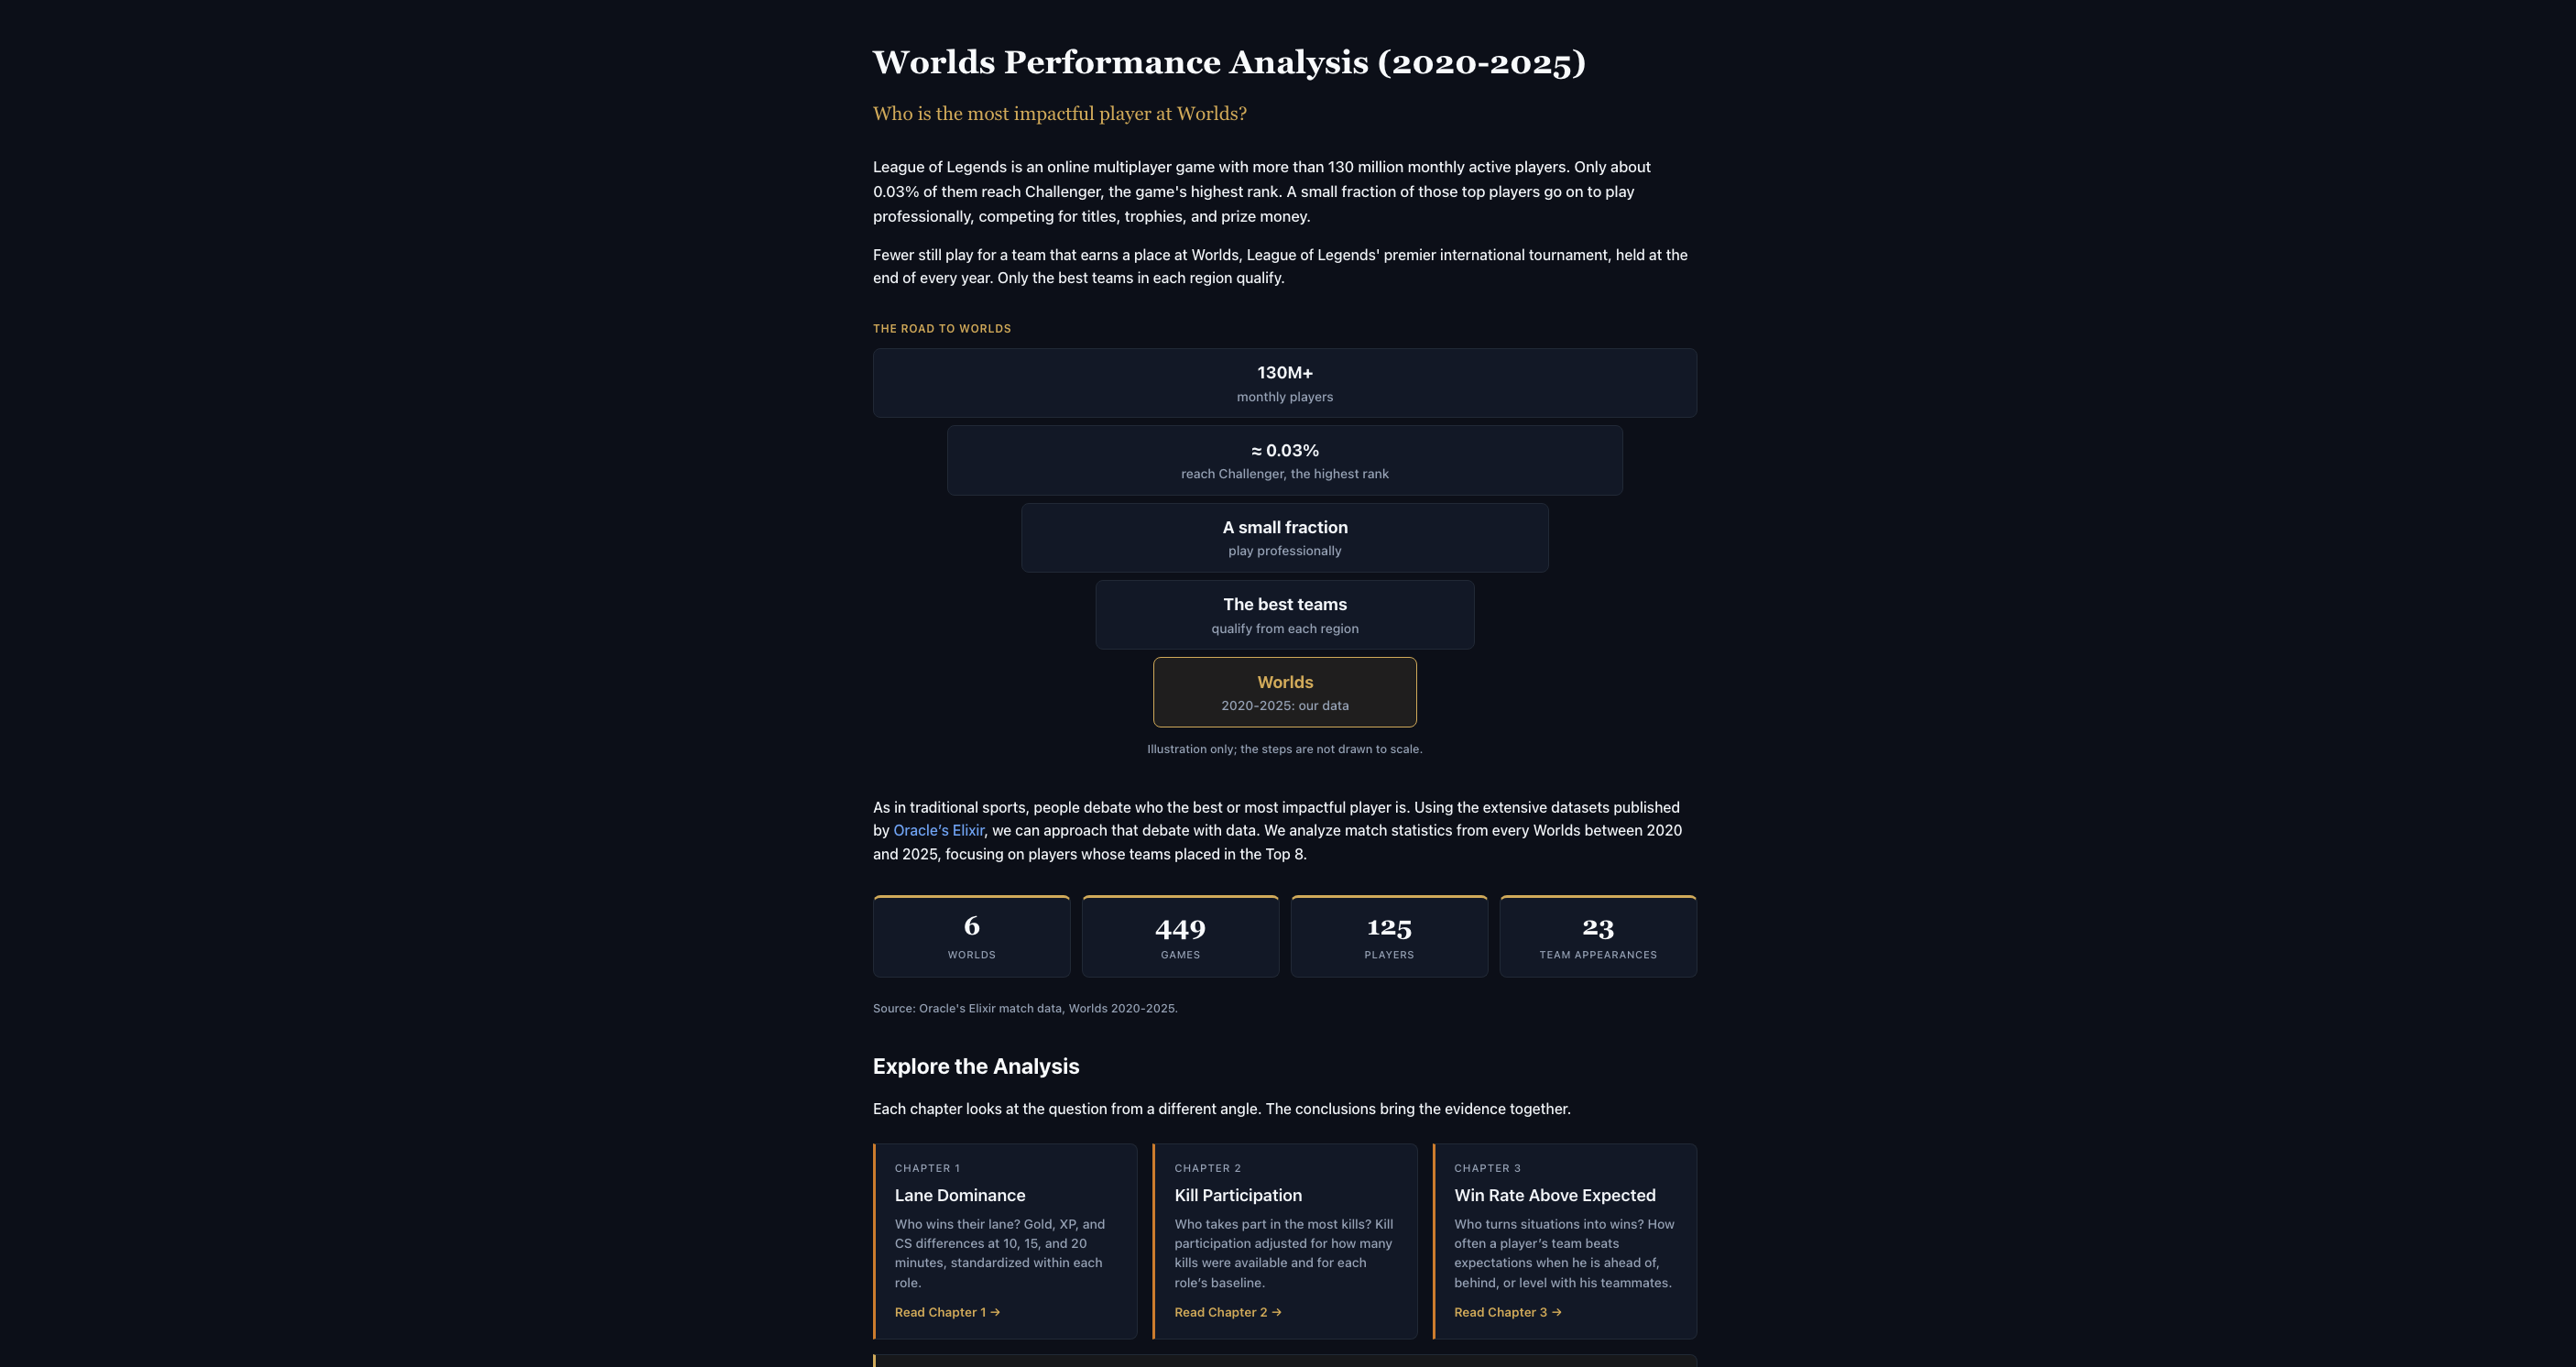 Worlds Performance Analysis (2020-2025)
Who is the most impactful player at Worlds?
League of Legends is an online multiplayer game with more than 130 million monthly active players. Only about
0.03% of them reach Challenger, the game's highest rank. A small fraction of those top players go on to play
professionally, competing for titles, trophies, and prize money.
Fewer still play for a team that earns a place at Worlds, League of Legends' premier international tournament, held at the
end of every year. Only the best teams in each region qualify.
THE ROAD TO WORLDS
130M+
monthly players
≈ 0.03%
reach Challenger, the highest rank
A small fraction
play professionally
The best teams
qualify from each region
Worlds
2020-2025: our data
Illustration only; the steps are not drawn to scale.
As in traditional sports, people debate who the best or most impactful player is. Using the extensive datasets published
by Oracle’s Elixir, we can approach that debate with data. We analyze match statistics from every Worlds between 2020
and 2025, focusing on players whose teams placed in the Top 8.
6
WORLDS
449
GAMES
125
PLAYERS
23
TEAM APPEARANCES
Source: Oracle's Elixir match data, Worlds 2020-2025.
Explore the Analysis
Each chapter looks at the question from a different angle. The conclusions bring the evidence together.
CHAPTER 1
Lane Dominance
Who wins their lane? Gold, XP, and
CS differences at 10, 15, and 20
minutes, standardized within each
role.
Read Chapter 1 →
CHAPTER 2
Kill Participation
Who takes part in the most kills? Kill
participation adjusted for how many
kills were available and for each
role’s baseline.
Read Chapter 2 →
CHAPTER 3
Win Rate Above Expected
Who turns situations into wins? How
often a player’s team beats
expectations when he is ahead of,
behind, or level with his teammates.
Read Chapter 3 →